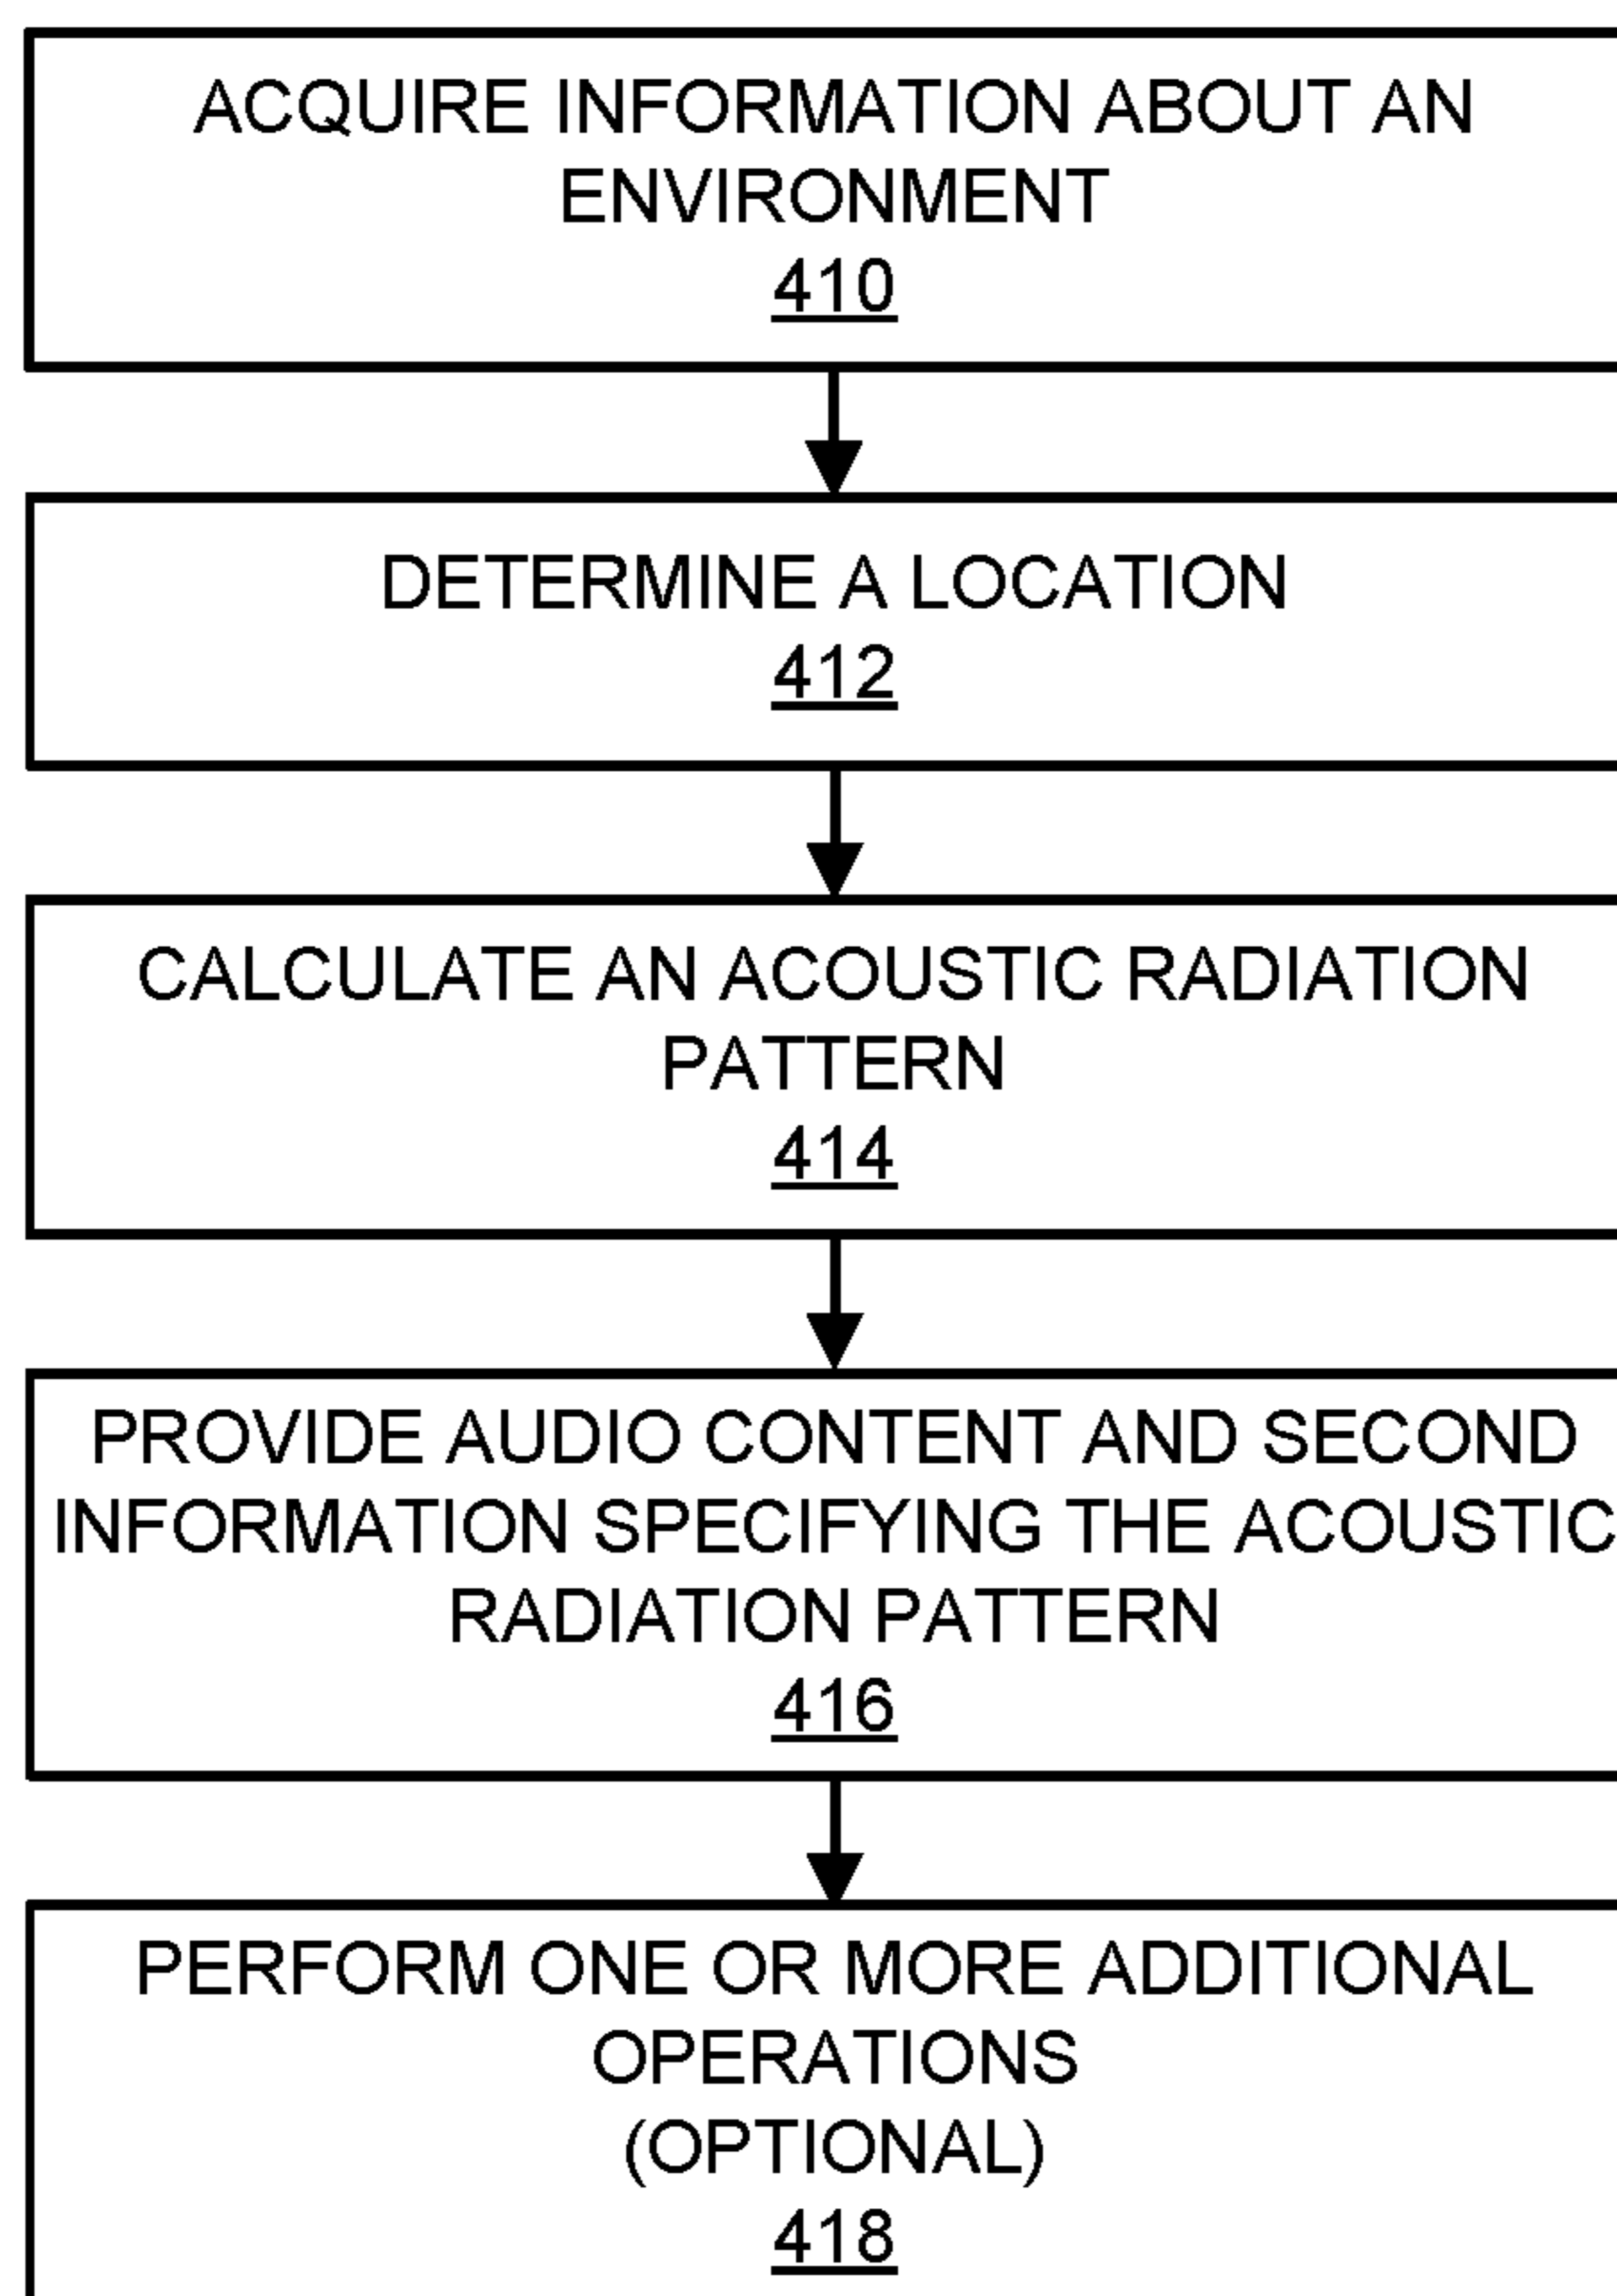 ACQUIRE INFORMATION ABOUT AN
ENVIRONMENT
410
DETERMINE A LOCATION
412
CALCULATE AN ACOUSTIC RADIATION
PATTERN
414
PROVIDE AUDIO CONTENT AND SECOND
INFORMATION SPECIFYING THE ACOUSTIC
RADIATION PATTERN
416
PERFORM ONE OR MORE ADDITIONAL
OPERATIONS
(OPTIONAL)
418